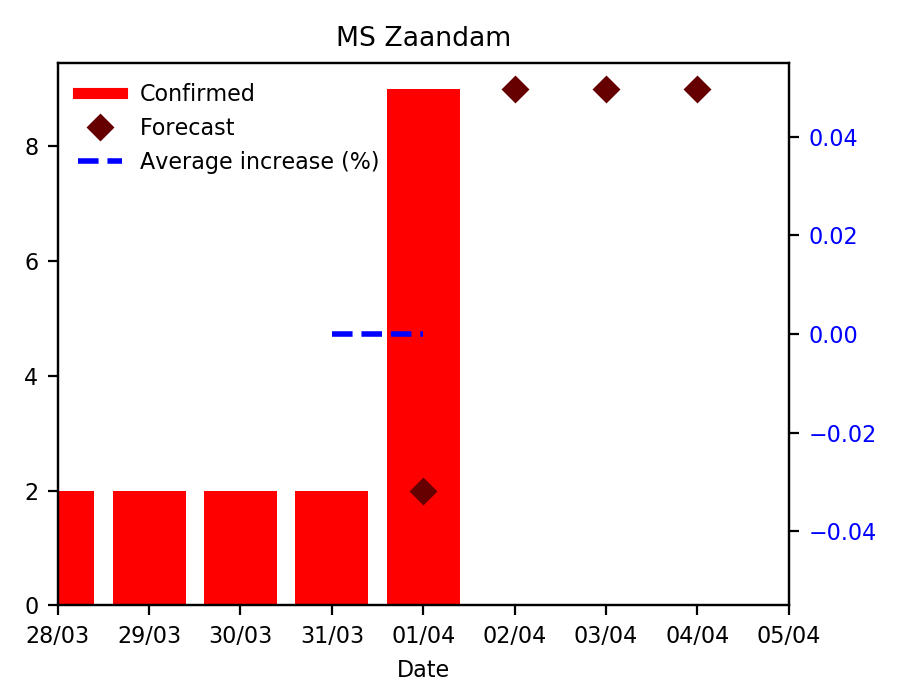 MS Zaandam
Confirmed
Forecast
Average increase (%)
8
6
4
2
0
0.04
0.02
0.00
−0.02
−0.04
28/03 29/03 30/03 31/03 01/04 02/04 03/04 04/04 05/04
Date